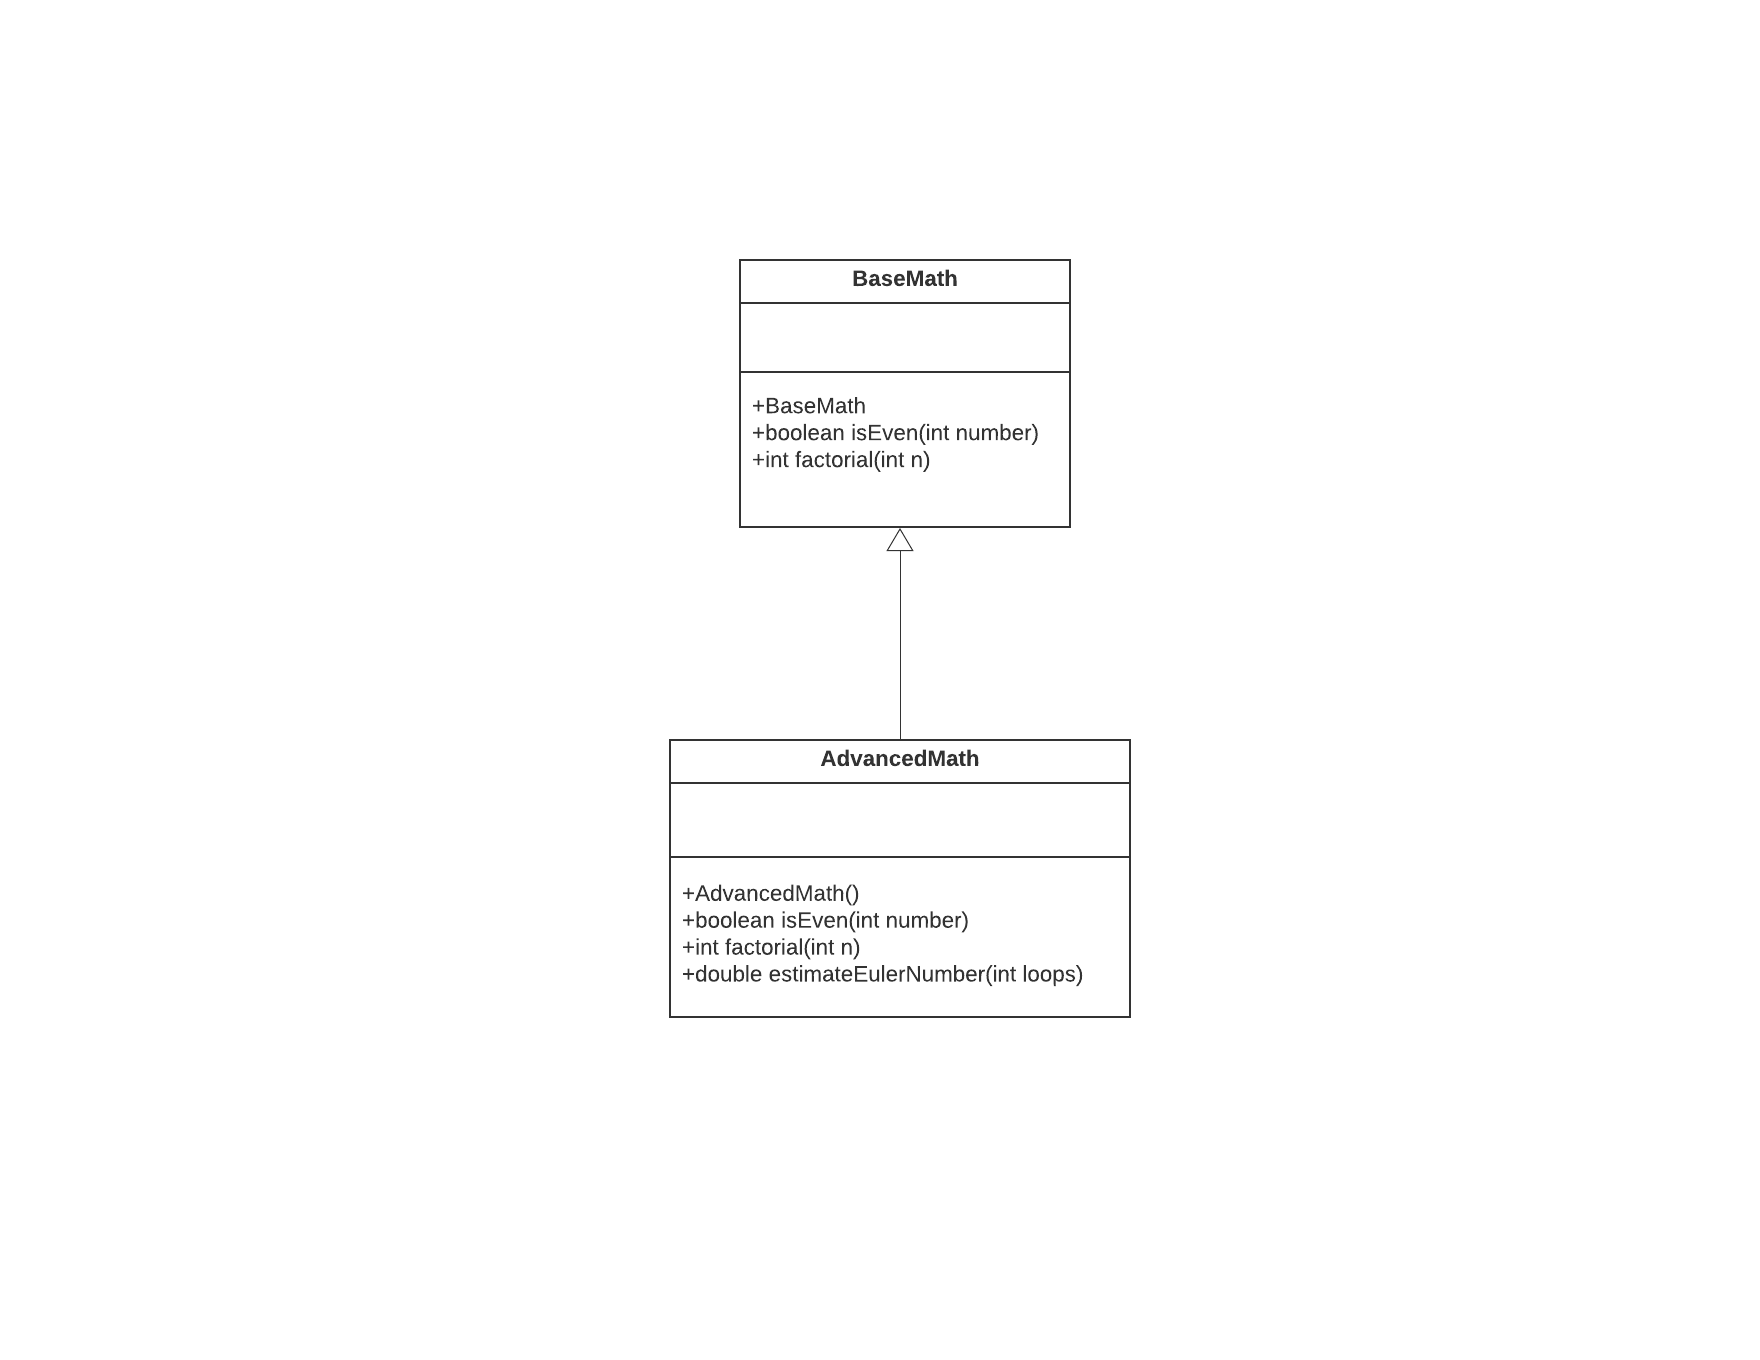 BaseMath
+BaseMath
+boolean isEven(int number)
+int factorial(int n)
AdvancedMath
+AdvancedMath()
+boolean isEven(int number)
+int factorial(int n)
+double estimateEulerNumber(int loops)